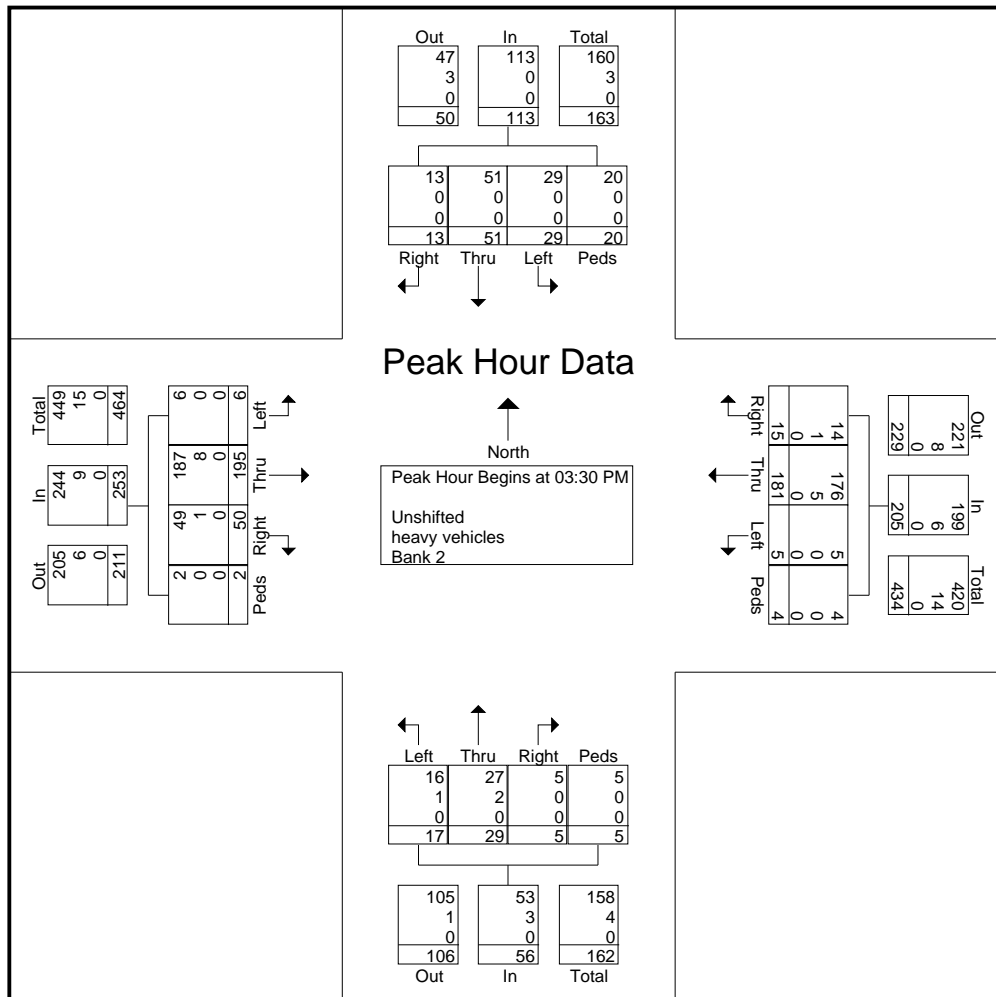 Out In Total
47 113 160
3 0 3
0 0 0
50 113 163
13 51 29 20
0 0 0 0
0 0 0 0
13 51 29 20
Right Thru Left Peds
Peak Hour Data
North
Peak Hour Begins at 03:30 PM
Unshifted
heavy vehicles
Bank 2
Total
449
15
0
464
In
244
9
0
253
Out
205
6
0
211
6
0
0
6
Left
187
8
0
195
Thru
49
1
0
50
Right
2
0
0
2
Peds
Right
14
1
0
15
Thru
176
5
0
181
Left
5
0
0
5
Peds
4
0
0
4
Out
221
8
0
229
In
199
6
0
205
Total
420
14
0
434
Left Thru Right Peds
16 27 5 5
1 2 0 0
0 0 0 0
17 29 5 5
105 53 158
1 3 4
0 0 0
106 56 162
Out In Total